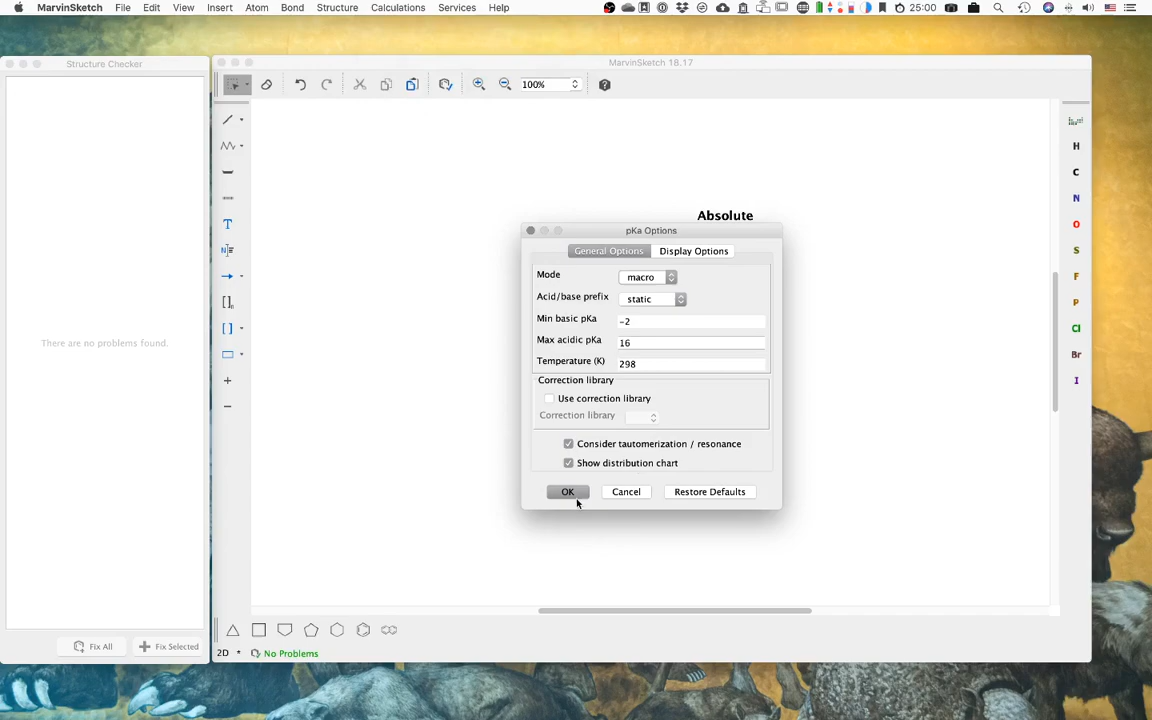 MarvinSketch File Edit View Insert Atom Bond Structure Calculations Services Help 25:00
Structure Checker
MarvinSketch 18.17
100%
H
C
N
O
S
F
P
Cl
Br
I
T
Absolute
pKa Options
General Options Display Options
Mode macro
Acid/base prefix static
Min basic pKa -2
Max acidic pKa 16
Temperature (K) 298
Correction library
Use correction library
Correction library
Consider tautomerization / resonance
Show distribution chart
OK Cancel Restore Defaults
There are no problems found.
Fix All Fix Selected
2D * No Problems